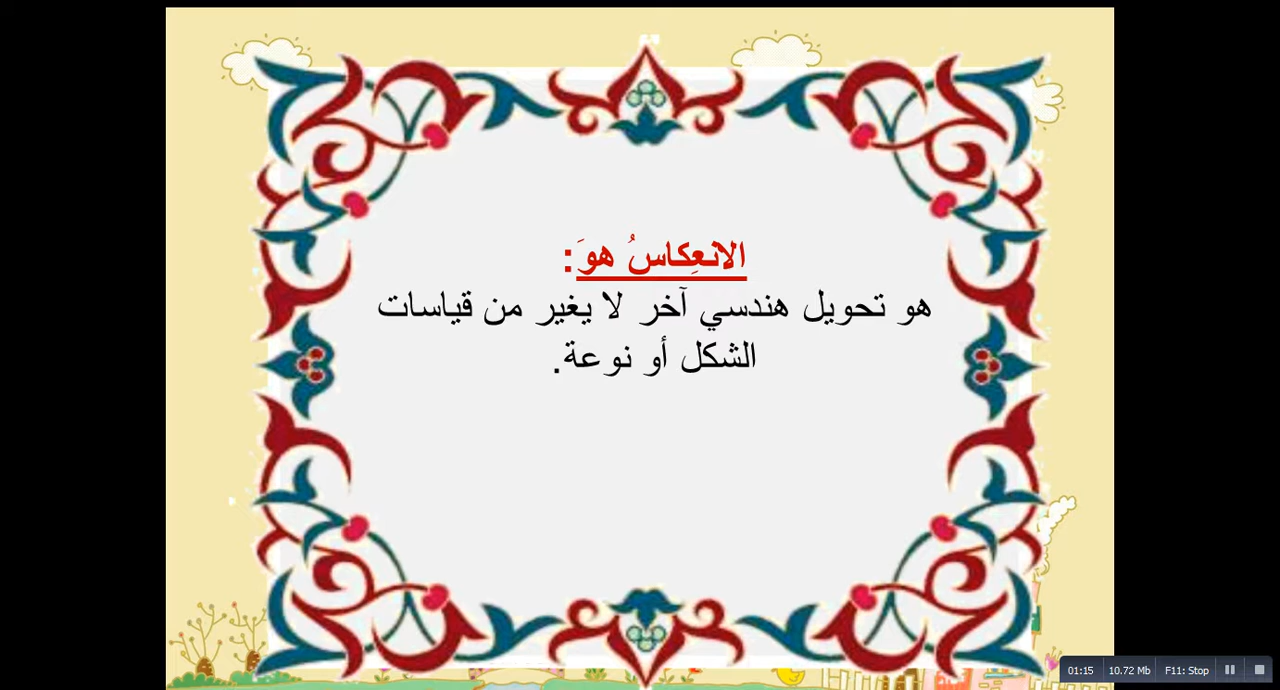 الانعِكاسُ هوَ:
هو تحويل هندسي آخر لا يغير من قياسات
الشكل أو نوعة.
01:15 10.72 Mb F11: Stop